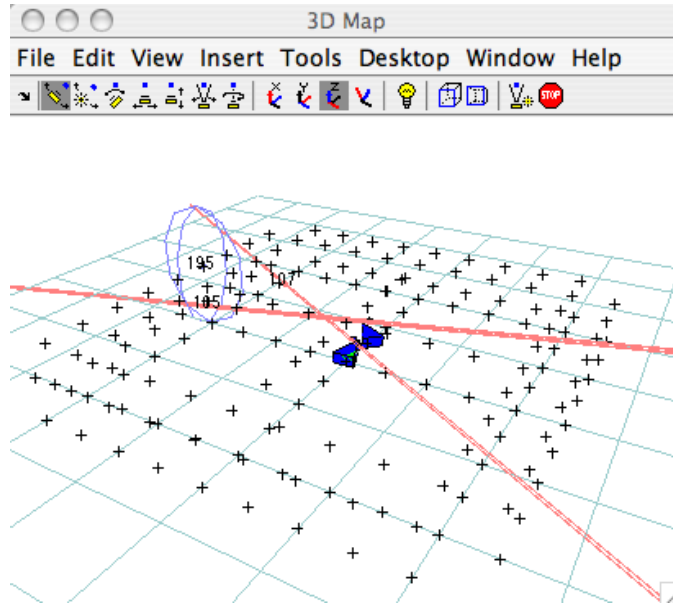 3D Map
File Edit View Insert Tools Desktop Window Help
X Y Z
STOP
195
107
105